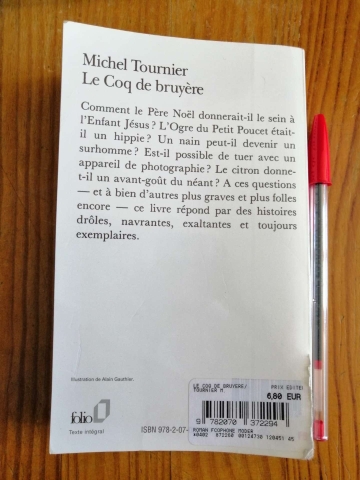 Michel Tournier
Le Coq de bruyère
Comment le Père Noël donnerait-il le sein à
l'Enfant Jésus? L'Ogre du Petit Poucet était-
il un hippie? Un nain peut-il devenir un
surhomme? Est-il possible de tuer avec un
appareil de photographie? Le citron donne-
t-il un avant-goût du néant? A ces questions
— et à bien d'autres plus graves et plus folles
encore — ce livre répond par des histoires
drôles, navrantes, exaltantes et toujours
exemplaires.
Illustration de Alain Gauthier.
folio
Texte intégral
ISBN 978-2-07-
LE COQ DE BRUYERE/
TOURNIER M.
PRIX EDITE
6,80 EUR
9 782070 372294